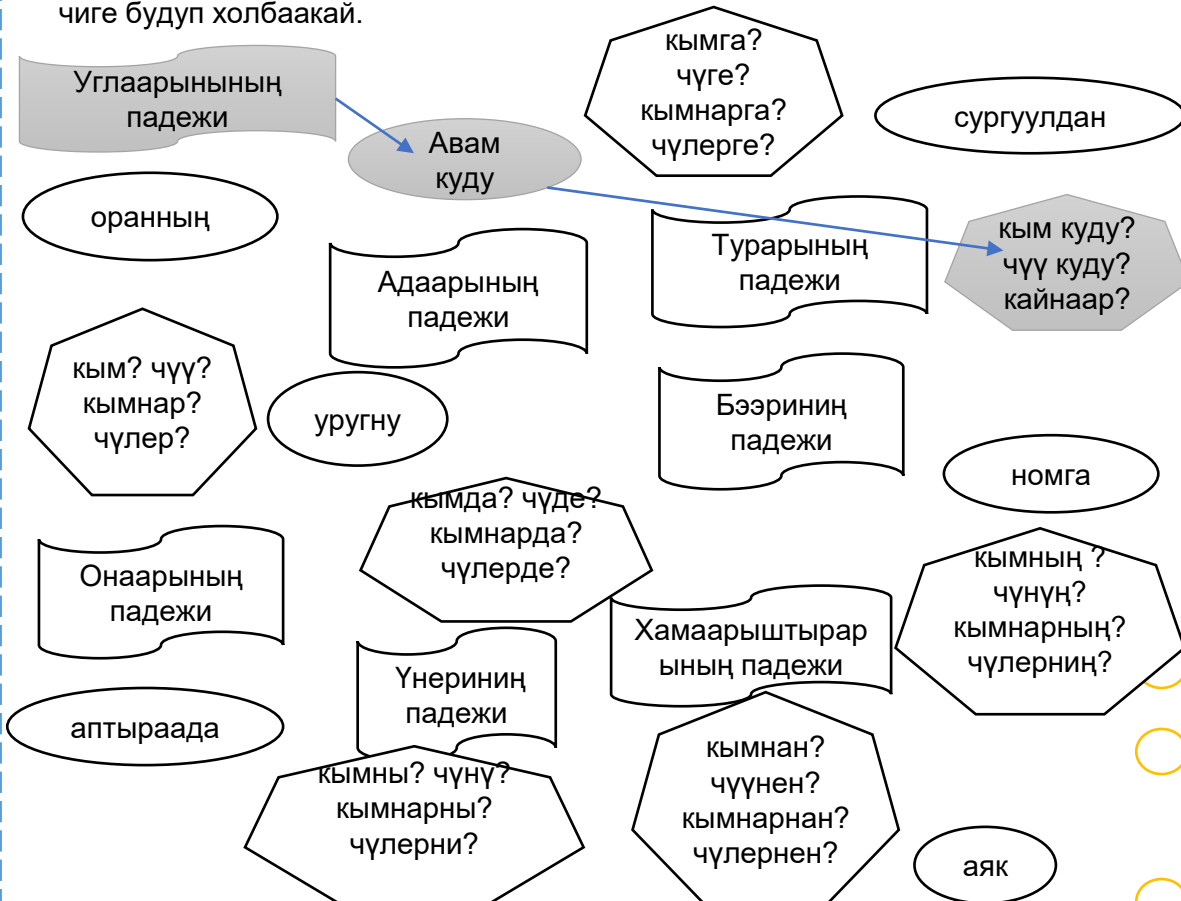 чиге будуп холбаакай.
кымга?
чүге?
кымнарга?
чүлерге?
Углаарынының
падежи
сургуулдан
Авам
куду
оранның
Турарының
падежи
кым куду?
чүү куду?
кайнаар?
Адаарының
падежи
кым? чүү?
кымнар?
чүлер?
уругну
Бээриниң
падежи
номга
кымда? чүде?
кымнарда?
чүлерде?
Онаарының
падежи
кымның ?
чүнүң?
кымнарның?
чүлерниң?
Хамаарыштырар
ының падежи
Үнериниң
падежи
аптыраада
кымны? чүнү?
кымнарны?
чүлерни?
кымнан?
чүүнен?
кымнарнан?
чүлернен?
аяк